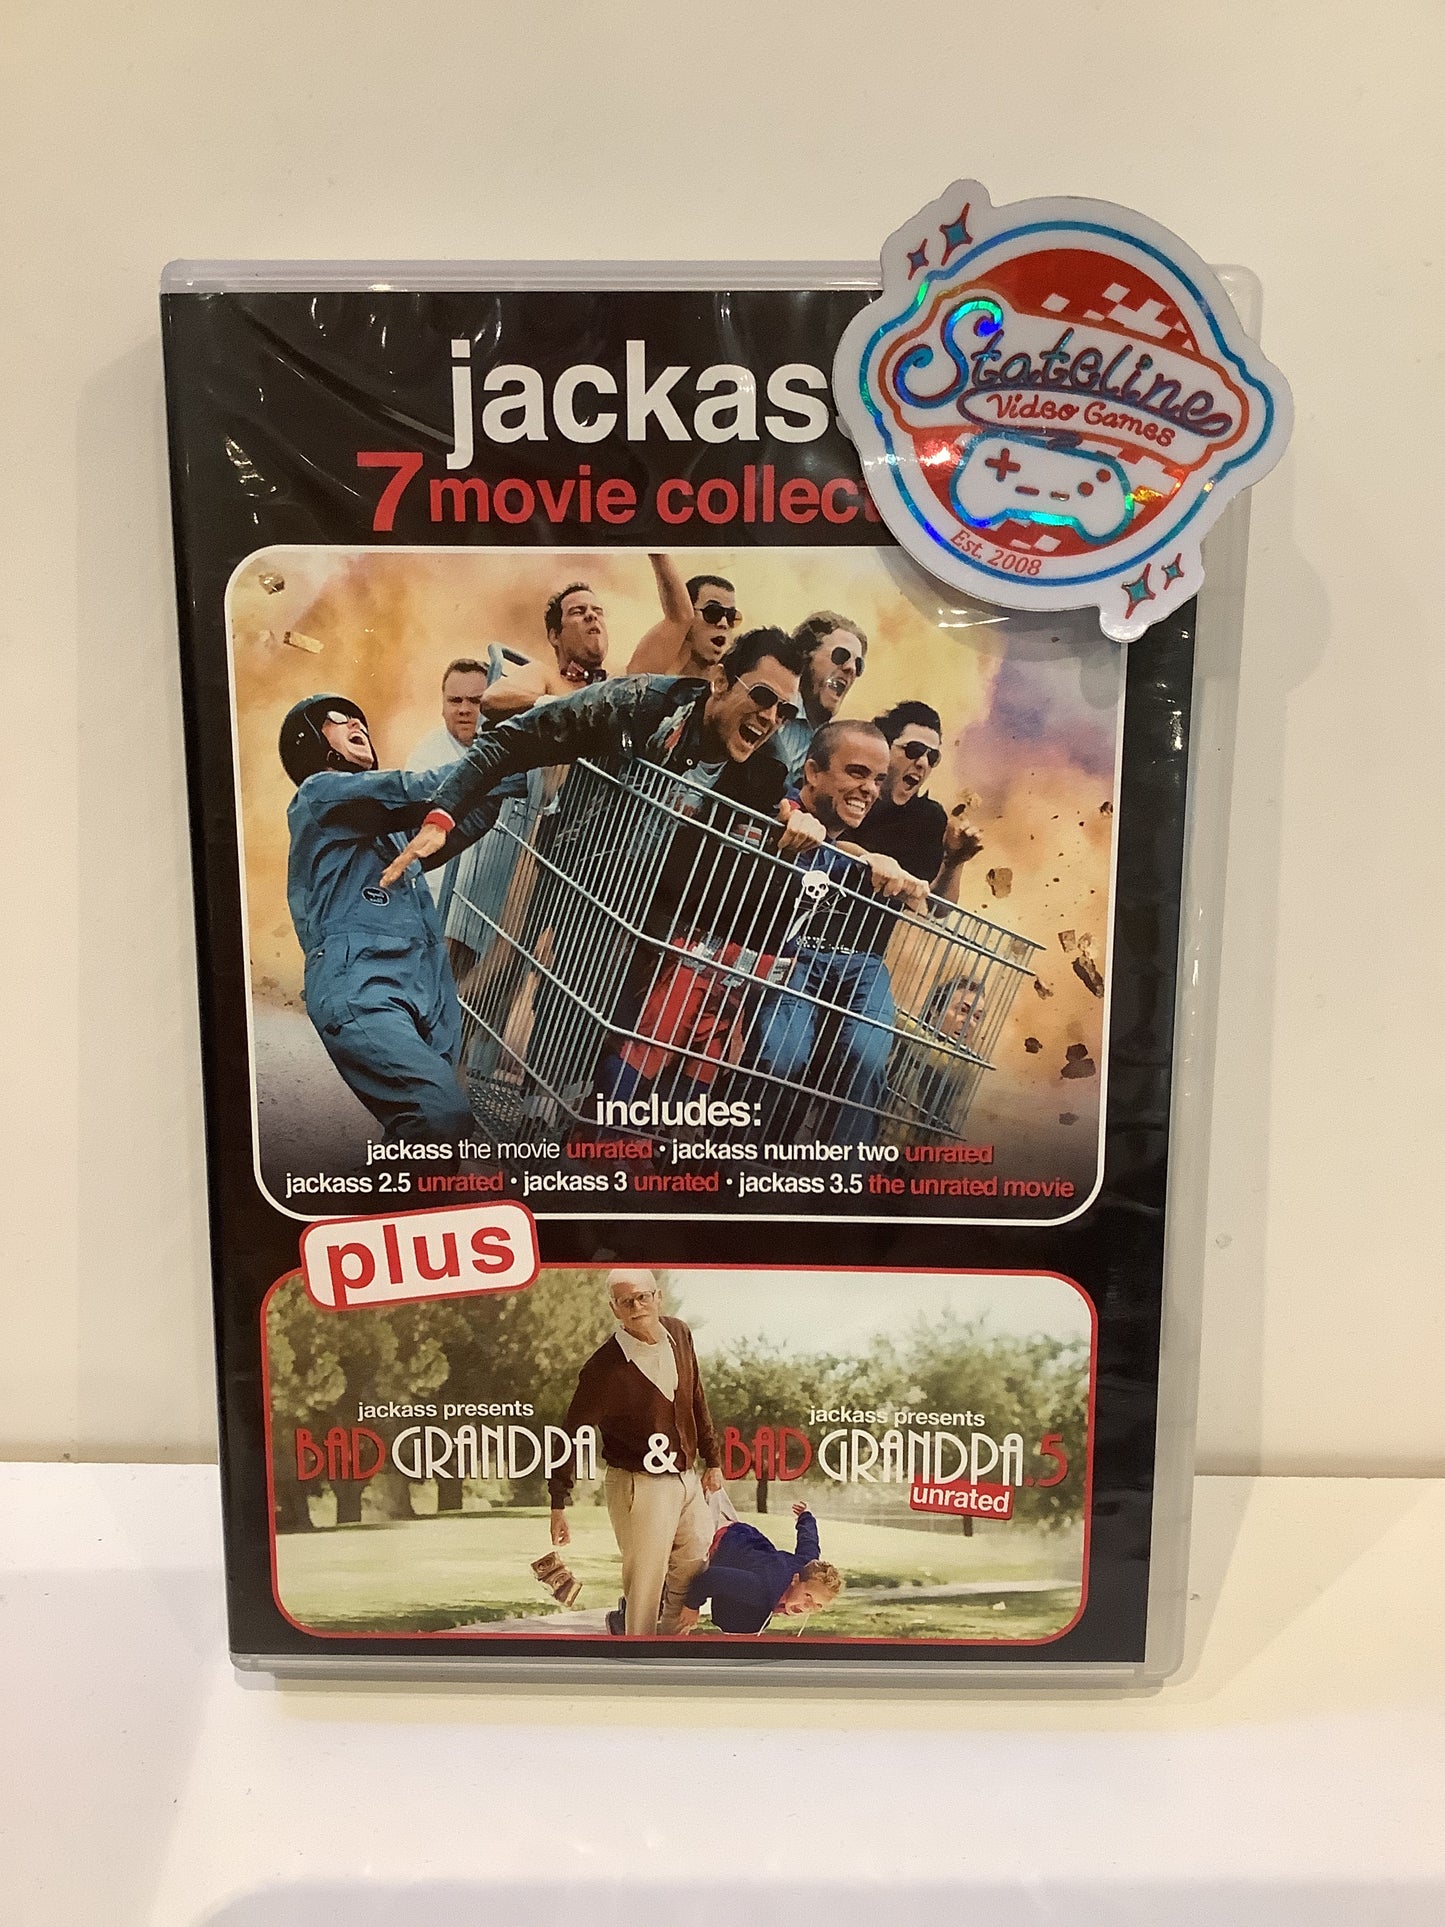 jackass
7 movie collect
Stateline
Video Games
Est. 2008
includes:
jackass the movie unrated • jackass number two unrated
jackass 2.5 unrated • jackass 3 unrated • jackass 3.5 the unrated movie
plus
jackass presents
BAD GRANDPA
&
jackass presents
BAD GRANDPA.5
unrated